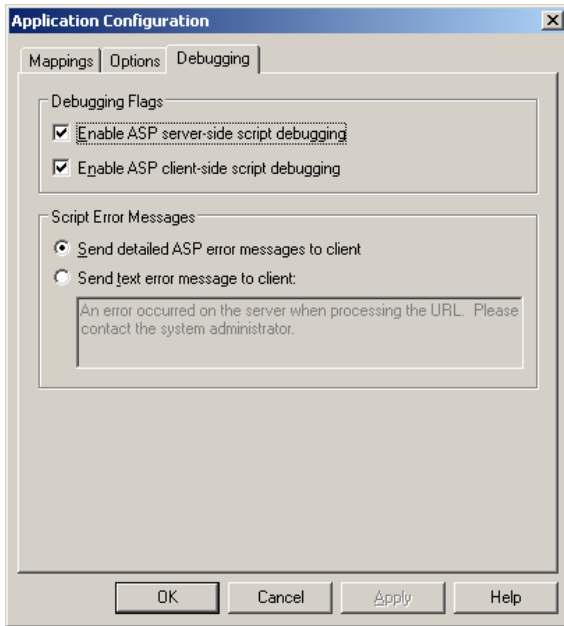 Application Configuration
Mappings
Options
Debugging
Debugging Flags
Enable ASP server-side script debugging
Enable ASP client-side script debugging
Script Error Messages
Send detailed ASP error messages to client
Send text error message to client:
An error occurred on the server when processing the URL.  Please
contact the system administrator.
OK
Cancel
Apply
Help